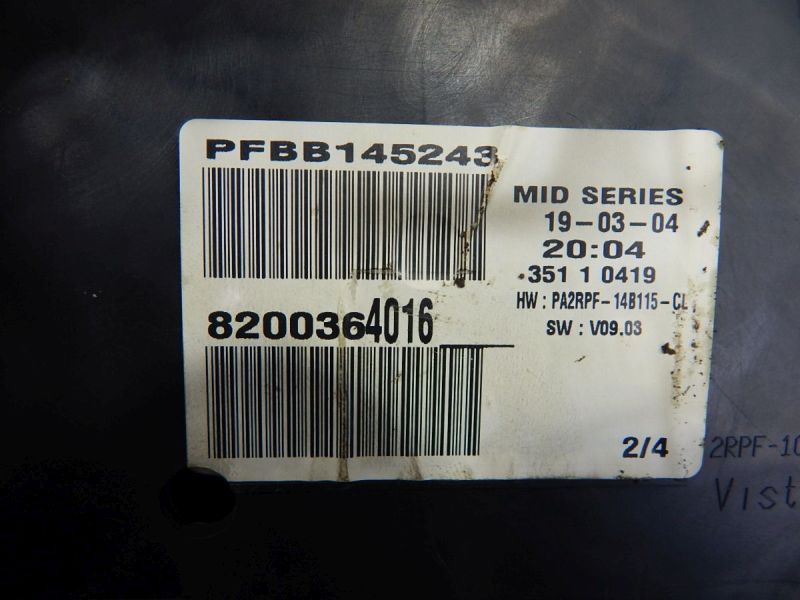 PFBB145243
MID SERIES
19-03-04
20:04
351 1 0419
HW : PA2RPF-14B115-CL
SW : V09.03
8200364016
2/4
2RPF-10
Vist